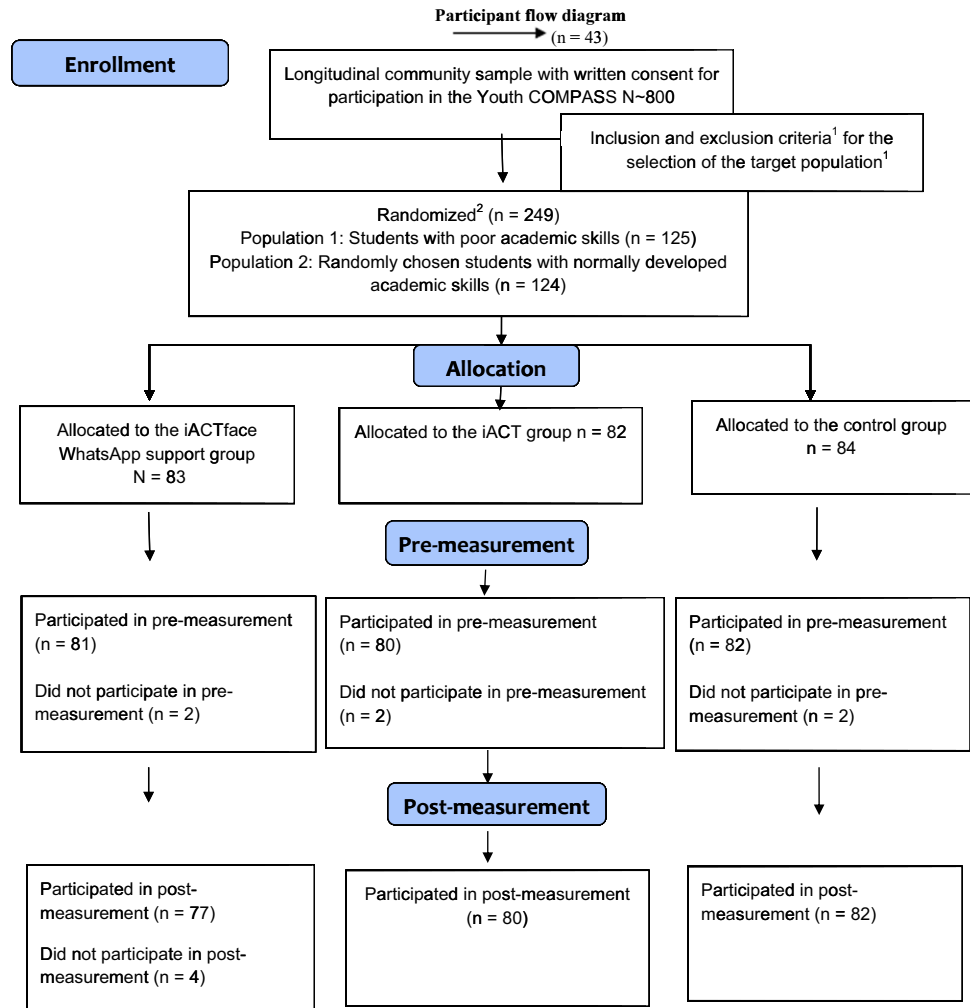 Participant flow diagram
(n = 43)
Enrollment
Longitudinal community sample with written consent for
participation in the Youth COMPASS N~800
Inclusion and exclusion criteria¹ for the
selection of the target population¹
Randomized² (n = 249)
Population 1: Students with poor academic skills (n = 125)
Population 2: Randomly chosen students with normally developed
academic skills (n = 124)
Allocation
Allocated to the iACTface
WhatsApp support group
N = 83
Allocated to the iACT group n = 82
Allocated to the control group
n = 84
Pre-measurement
Participated in pre-measurement
(n = 81)
Did not participate in pre-
measurement (n = 2)
Participated in pre-measurement
(n = 80)
Did not participate in pre-measurement
(n = 2)
Participated in pre-measurement
(n = 82)
Did not participate in pre-
measurement (n = 2)
Post-measurement
Participated in post-
measurement (n = 77)
Did not participate in post-
measurement (n = 4)
Participated in post-measurement
(n = 80)
Participated in post-
measurement (n = 82)